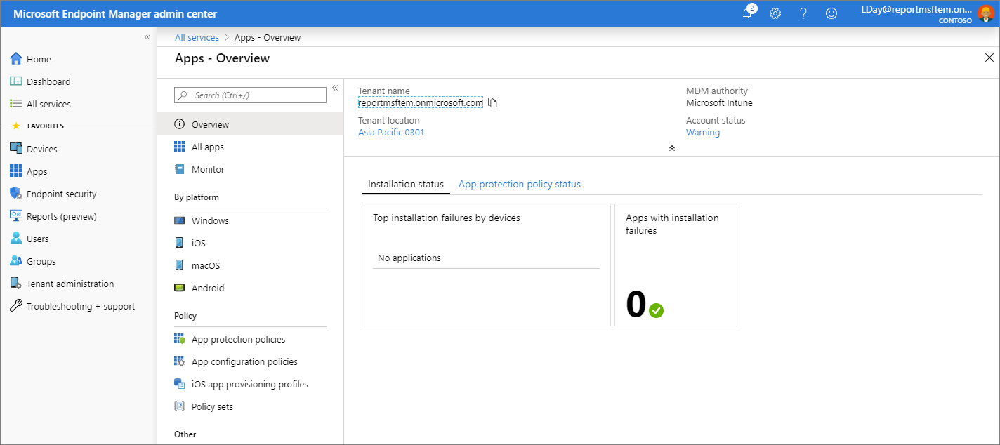 Microsoft Endpoint Manager admin center
2
LDay@reportmsftem.on...
CONTOSO
Home
Dashboard
All services
FAVORITES
Devices
Apps
Endpoint security
Reports (preview)
Users
Groups
Tenant administration
Troubleshooting + support
All services > Apps - Overview
Apps - Overview
Search (Ctrl+/)
Overview
All apps
Monitor
By platform
Windows
iOS
macOS
Android
Policy
App protection policies
App configuration policies
iOS app provisioning profiles
Policy sets
Other
Tenant name
reportmsftem.onmicrosoft.com
Tenant location
Asia Pacific 0301
MDM authority
Microsoft Intune
Account status
Warning
Installation status
App protection policy status
Top installation failures by devices
No applications
Apps with installation
failures
0